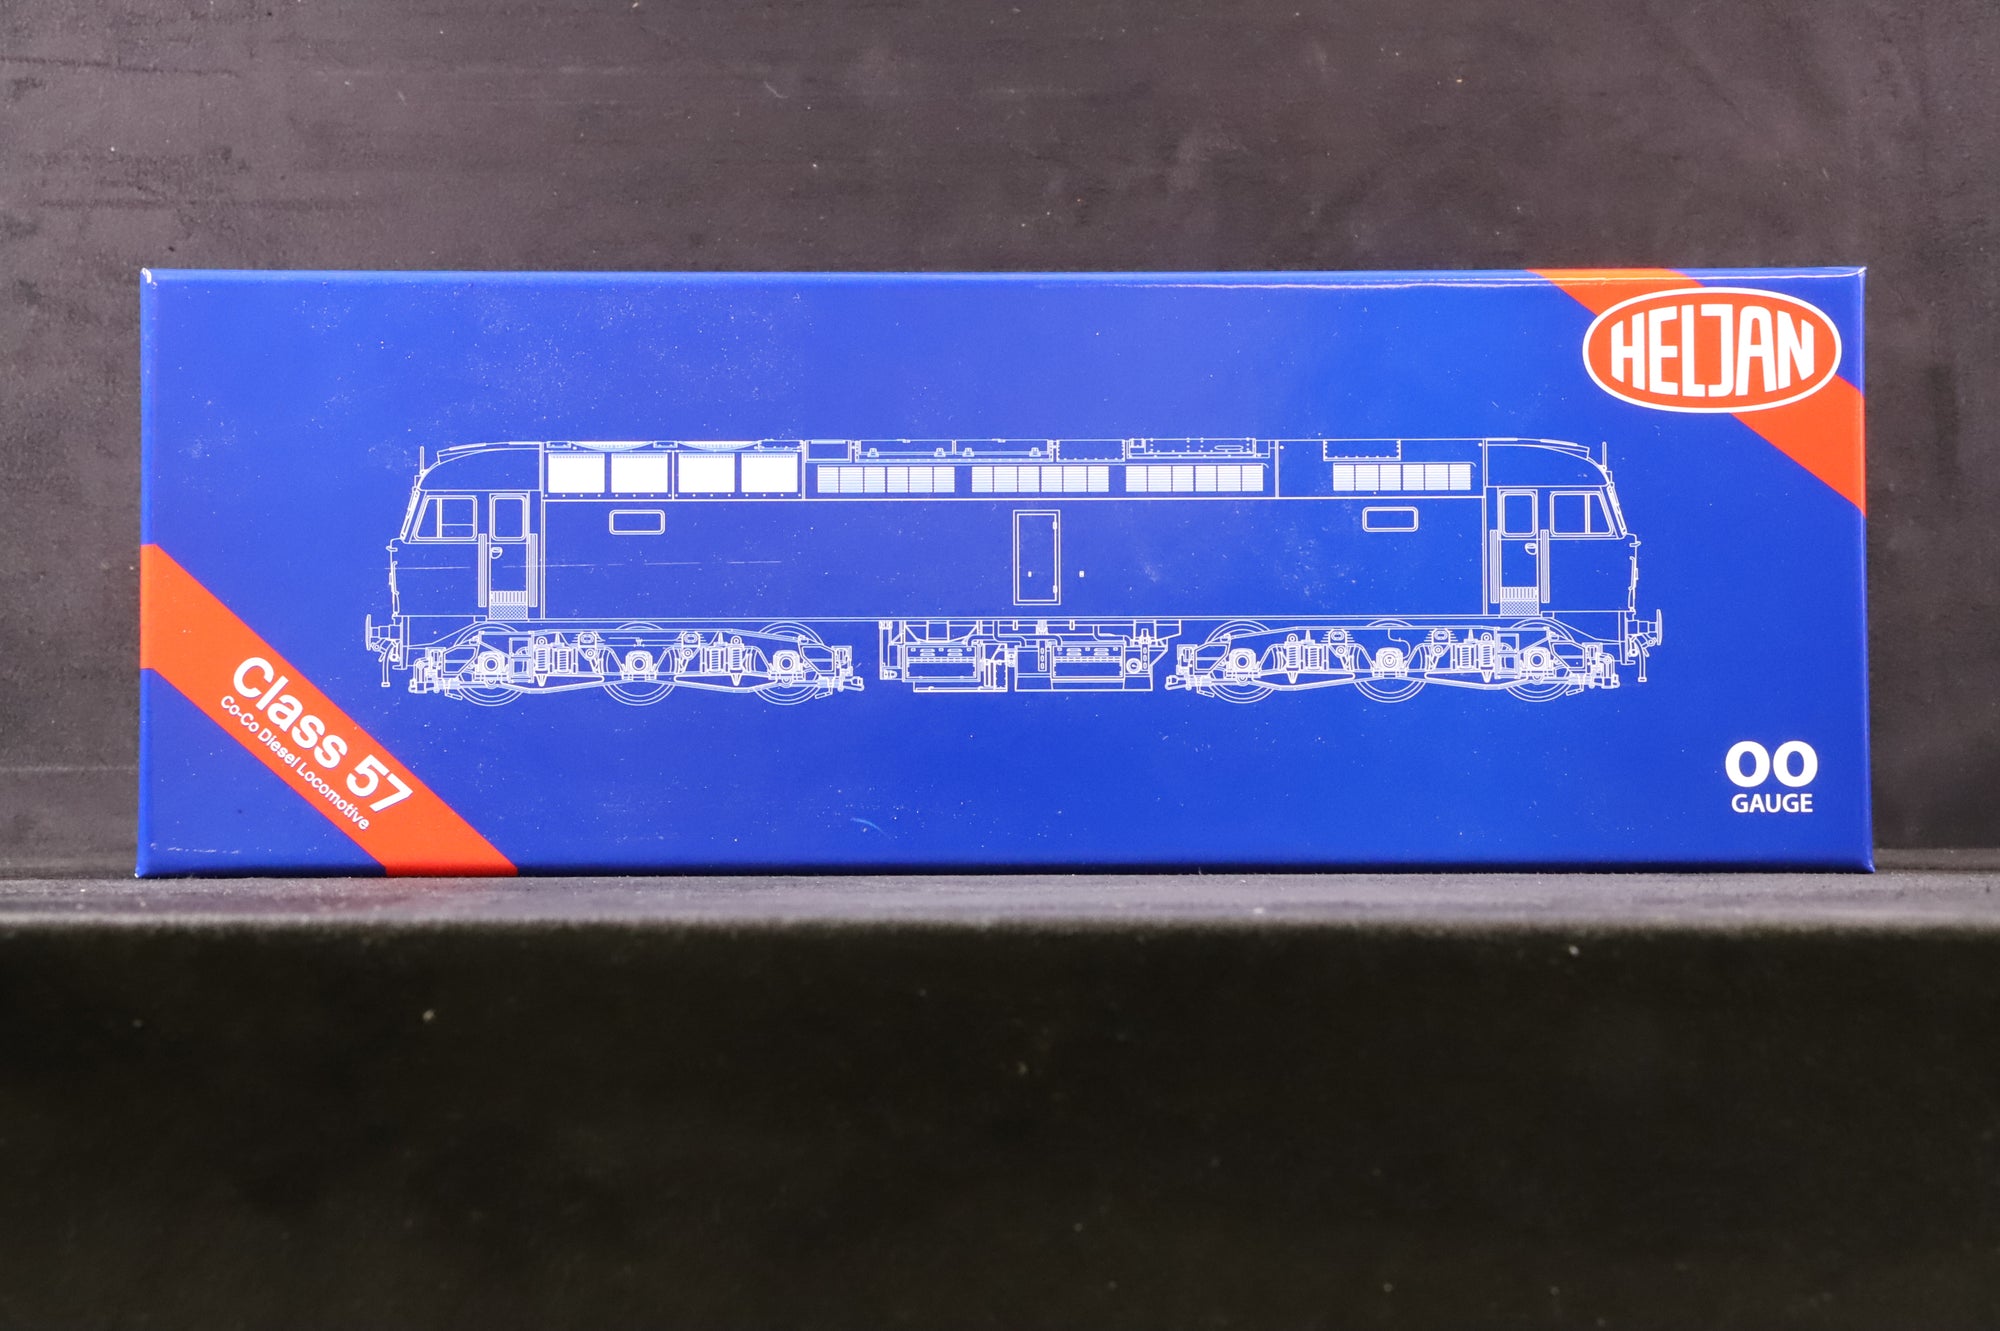 HELJAN
Class 57
Co-Co Diesel Locomotive
OO
GAUGE